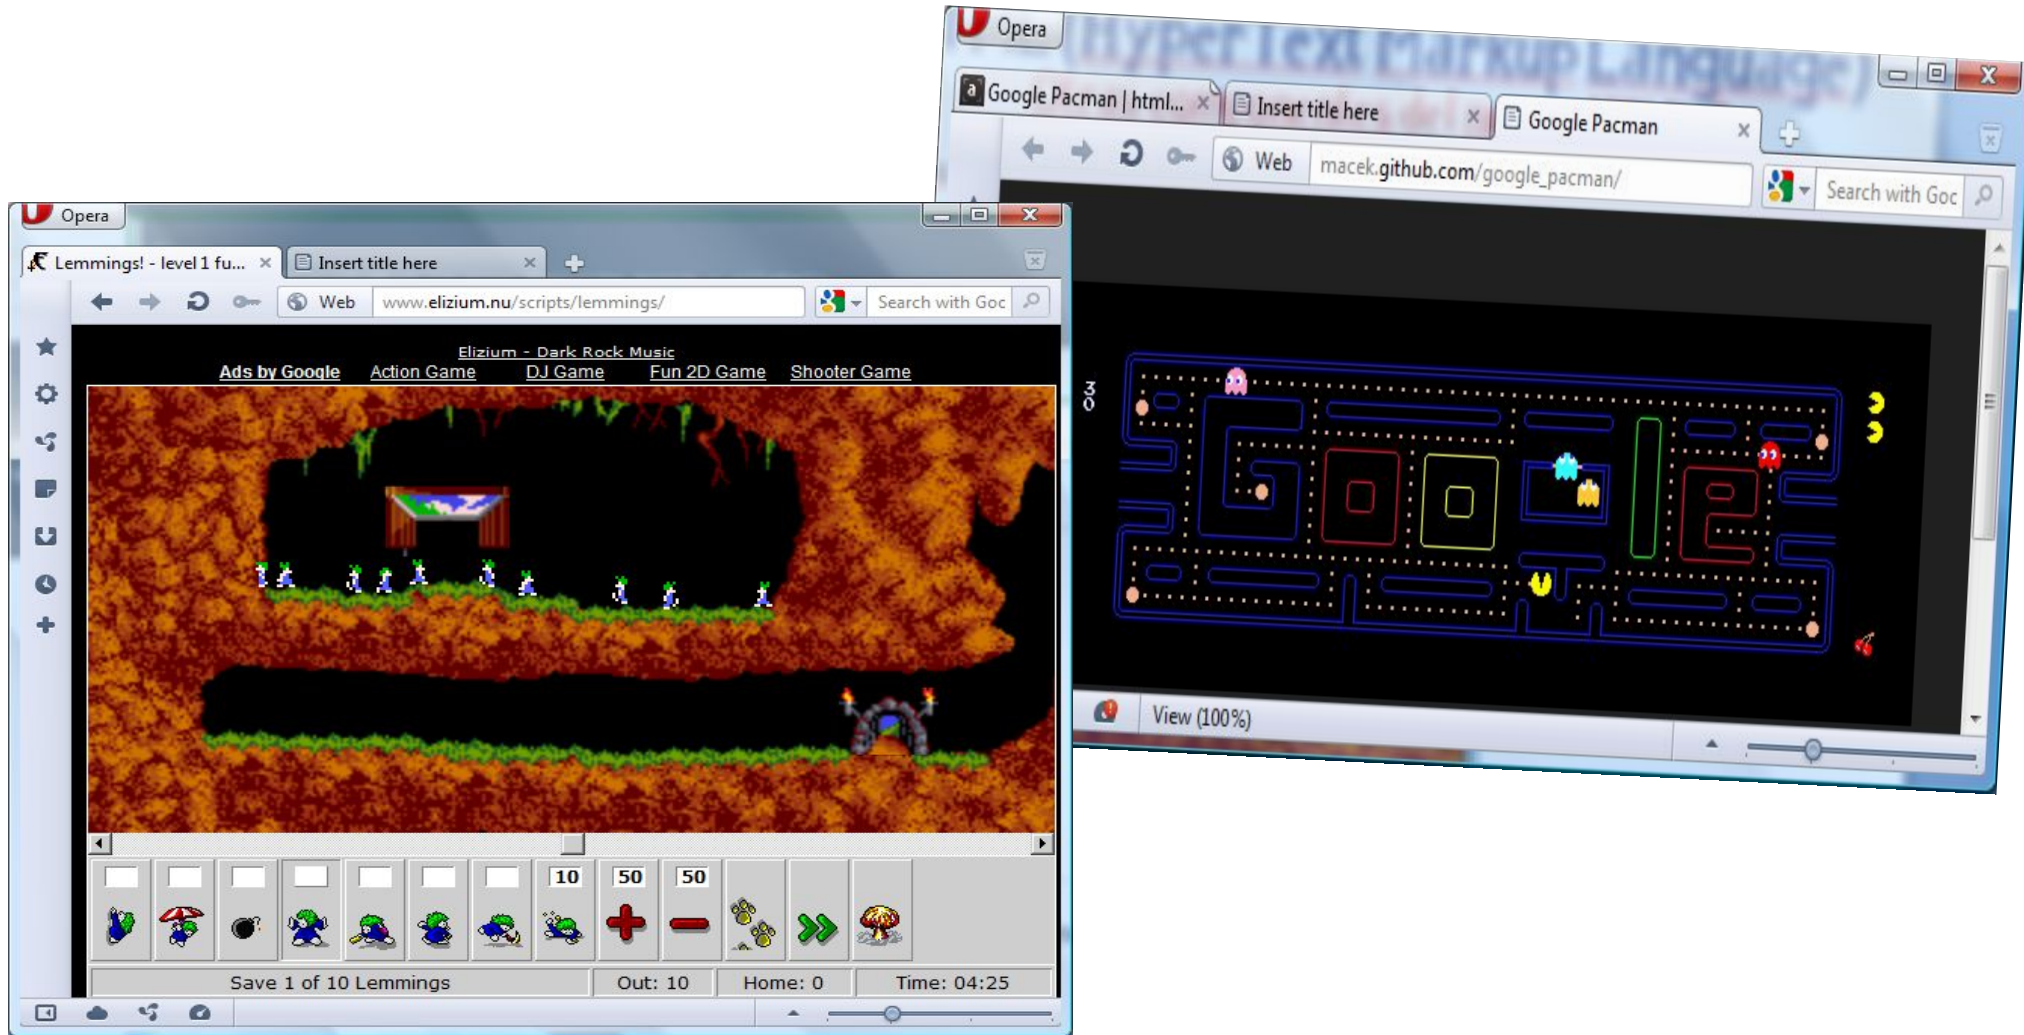 Opera
(HyperText Markup Language)
Google Pacman | html...
Insert title here
Google Pacman
Web
macek.github.com/google_pacman/
Search with Goc
30
View (100%)
Opera
Lemmings! - level 1 fu...
Insert title here
Web
www.elizium.nu/scripts/lemmings/
Search with Goc
Elizium - Dark Rock Music
Ads by Google Action Game DJ Game Fun 2D Game Shooter Game
10 50 50
Save 1 of 10 Lemmings Out: 10 Home: 0 Time: 04:25